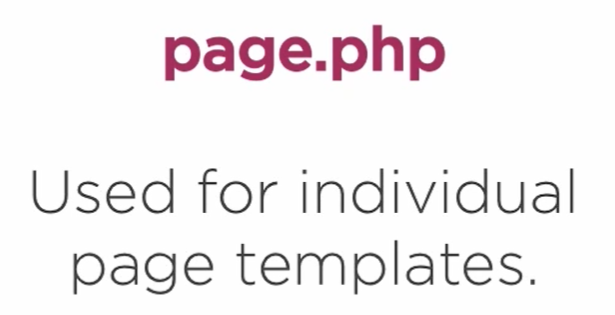 page.php
Used for individual
page templates.